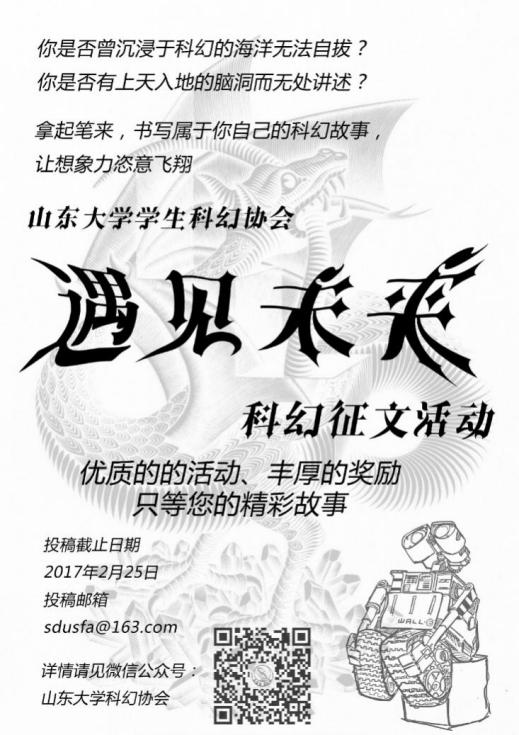 你是否曾沉浸于科幻的海洋无法自拔？
你是否有上天入地的脑洞而无处讲述？
拿起笔来，书写属于你自己的科幻故事，
让想象力恣意飞翔
山东大学学生科幻协会
遇见未来
科幻征文活动
优质的的活动、丰厚的奖励
只等您的精彩故事
投稿截止日期
2017年2月25日
投稿邮箱
sdusfa@163.com
WALL·E
详情请见微信公众号：
山东大学科幻协会